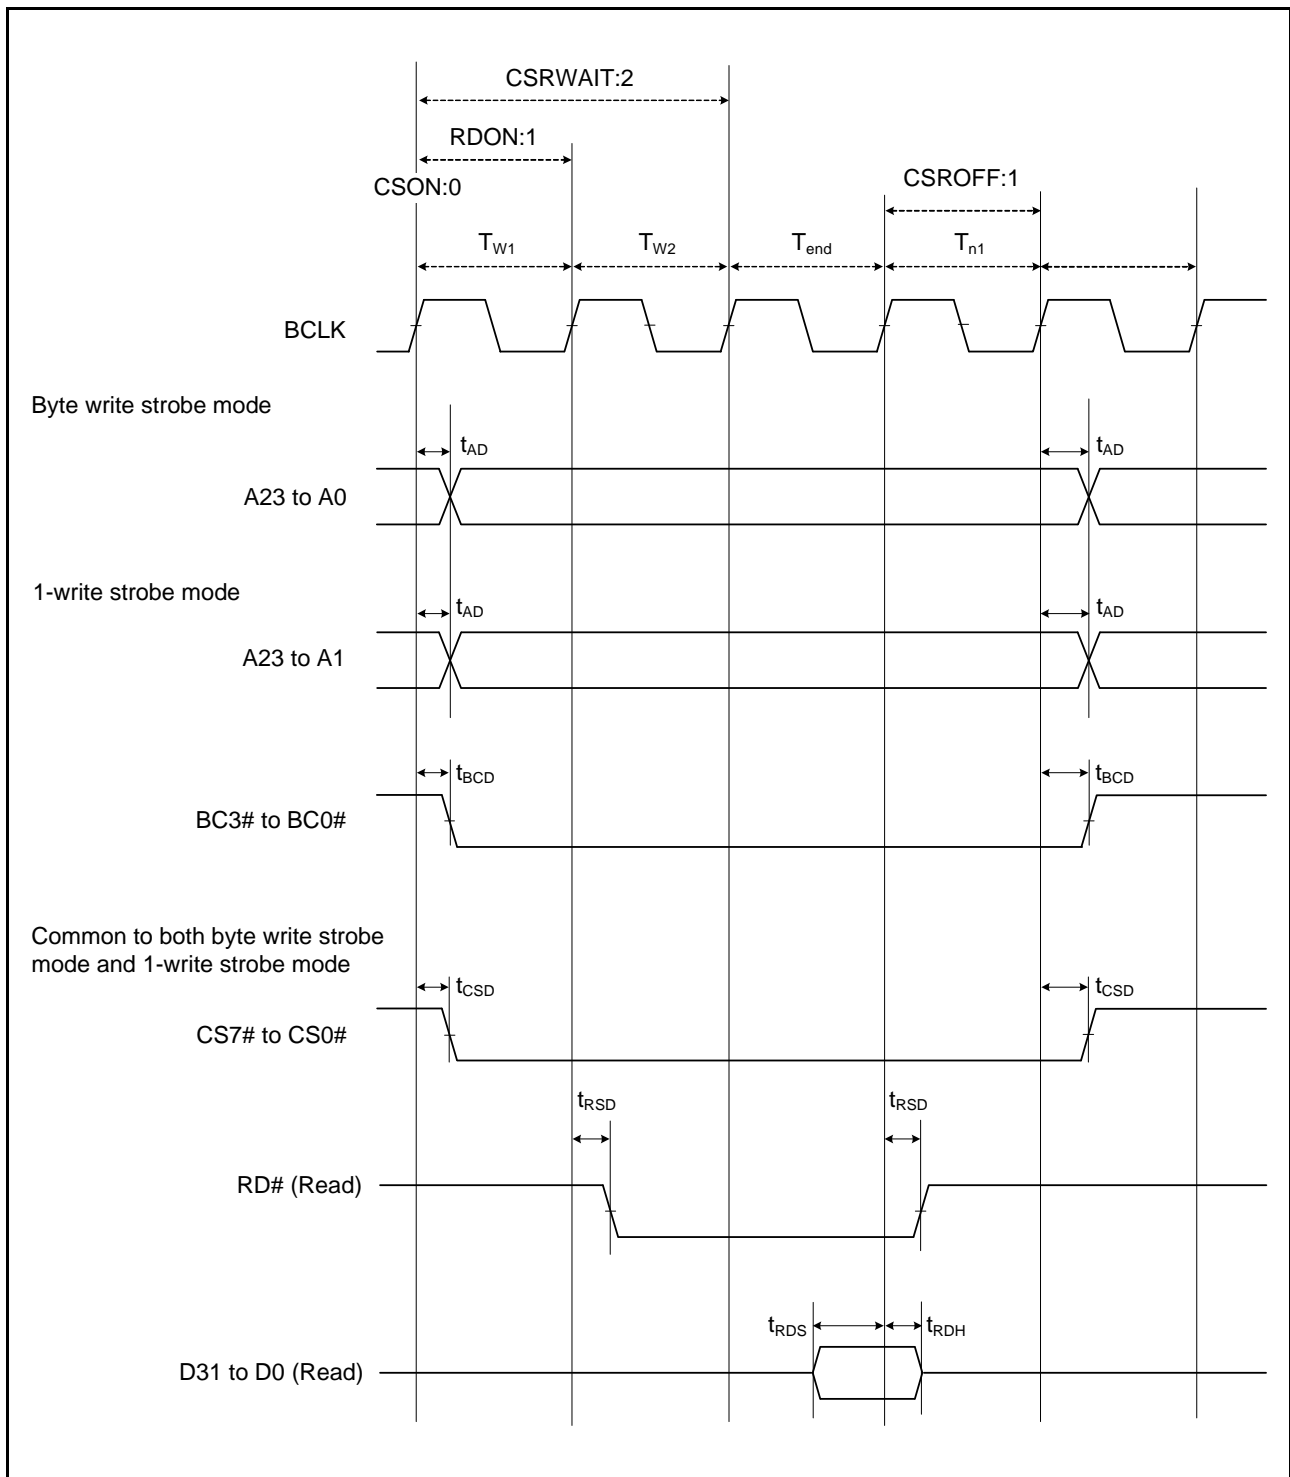 CSRWAIT:2
RDON:1
CSON:0
CSROFF:1
TW1 TW2 Tend Tn1
BCLK
Byte write strobe mode
tAD tAD
A23 to A0
1-write strobe mode
tAD tAD
A23 to A1
tBCD tBCD
BC3# to BC0#
Common to both byte write strobe
mode and 1-write strobe mode
tCSD tCSD
CS7# to CS0#
tRSD tRSD
RD# (Read)
tRDS tRDH
D31 to D0 (Read)